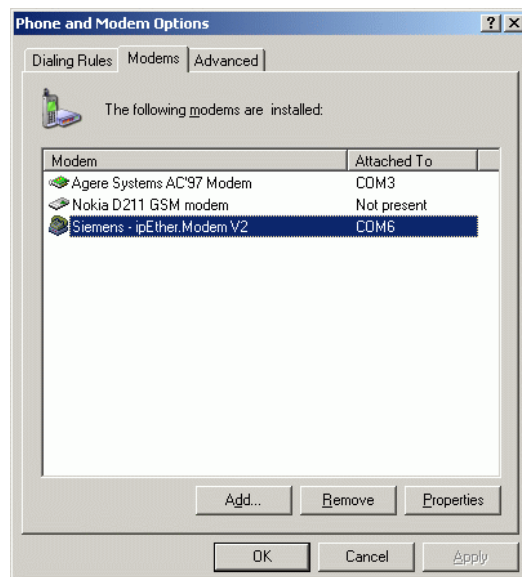 Phone and Modem Options
Dialing Rules Modems Advanced
The following modems are installed:
Modem Attached To
Agere Systems AC'97 Modem COM3
Nokia D211 GSM modem Not present
Siemens - ipEther.Modem V2 COM6
Add... Remove Properties
OK Cancel Apply